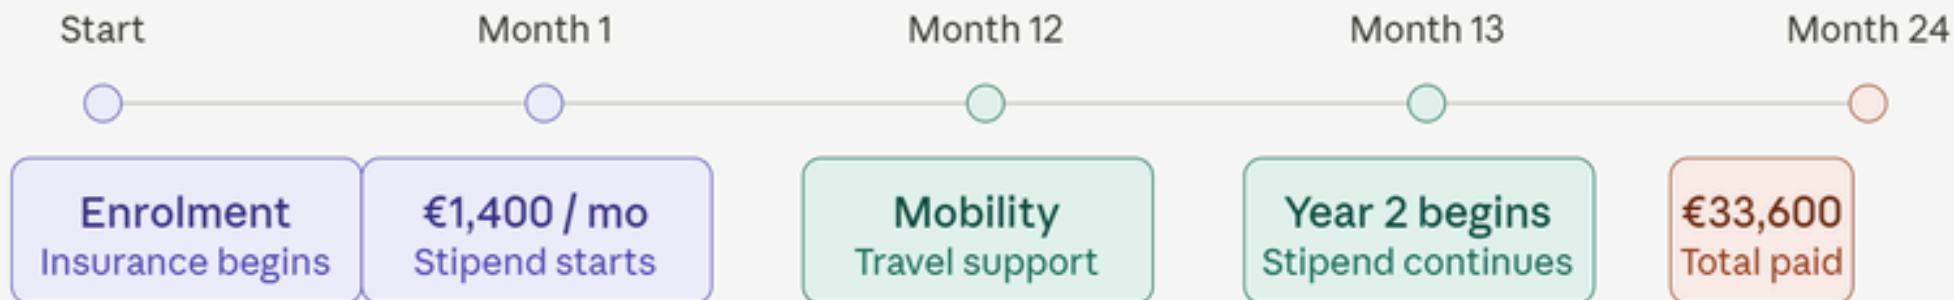 Start
Month 1
Month 12
Month 13
Month 24
Enrolment
Insurance begins
€1,400 / mo
Stipend starts
Mobility
Travel support
Year 2 begins
Stipend continues
€33,600
Total paid